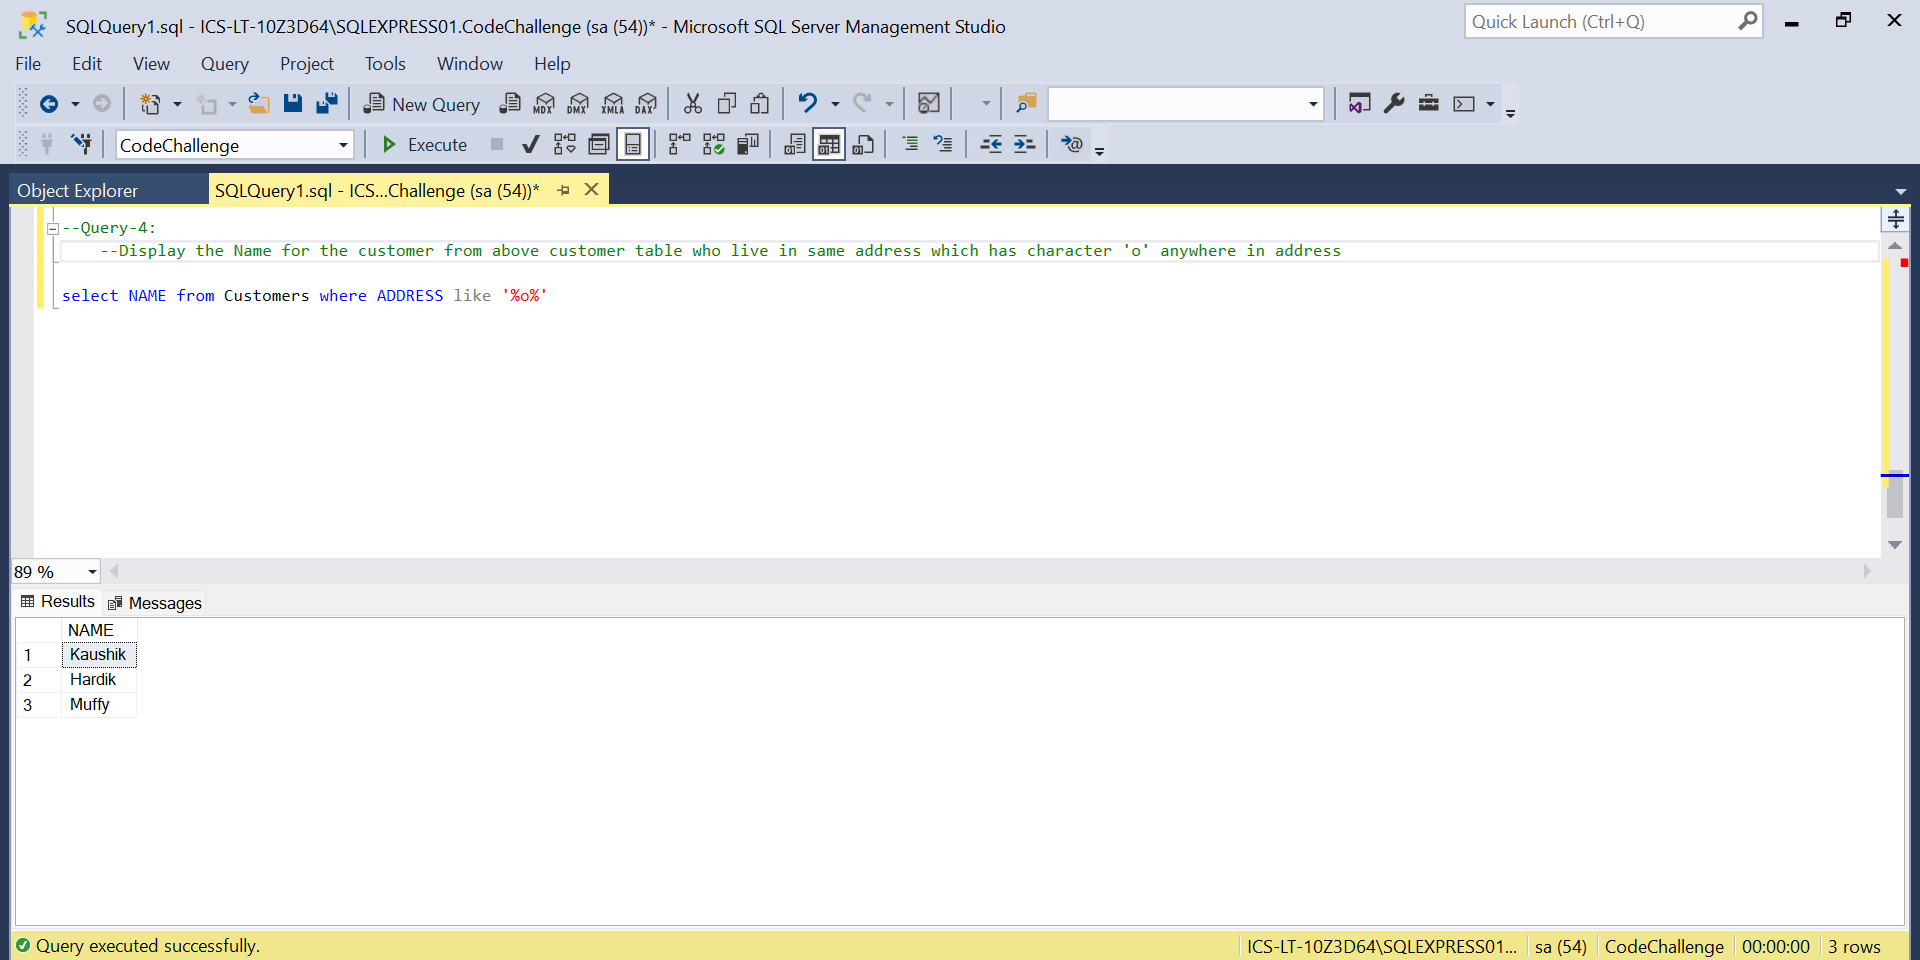 SQLQuery1.sql - ICS-LT-10Z3D64\SQLEXPRESS01.CodeChallenge (sa (54))* - Microsoft SQL Server Management Studio
Quick Launch (Ctrl+Q)
File Edit View Query Project Tools Window Help
New Query MDX DMX XMLA DAX
CodeChallenge Execute
Object Explorer SQLQuery1.sql - ICS...Challenge (sa (54))*
--Query-4:
--Display the Name for the customer from above customer table who live in same address which has character 'o' anywhere in address
select NAME from Customers where ADDRESS like '%o%'
89 %
Results Messages
NAME
1 Kaushik
2 Hardik
3 Muffy
Query executed successfully. ICS-LT-10Z3D64\SQLEXPRESS01... sa (54) CodeChallenge 00:00:00 3 rows